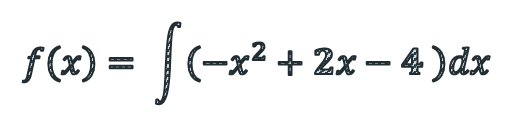 f(x) = ∫(−x² + 2x − 4)dx